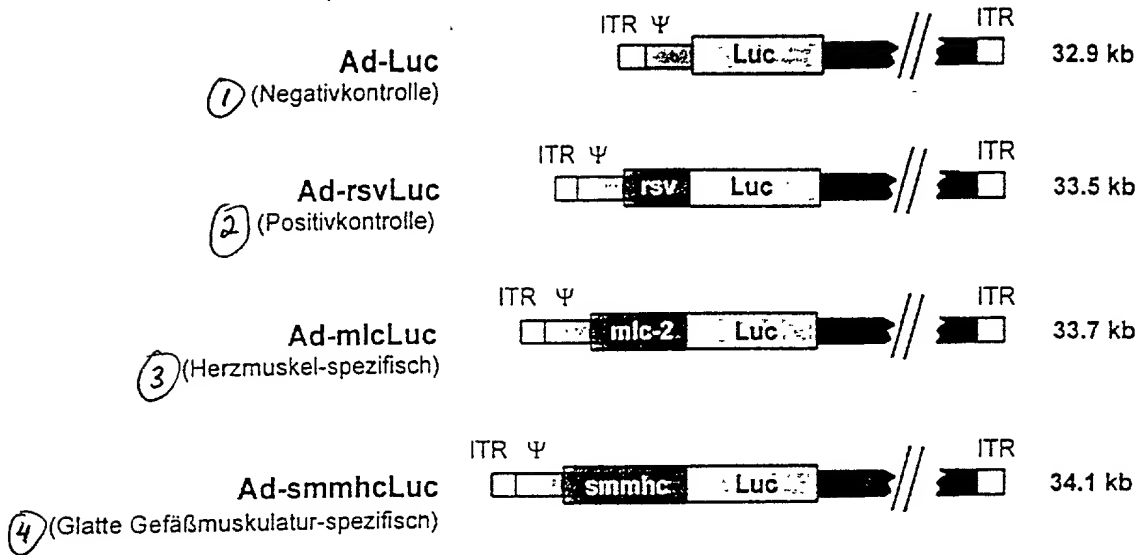 ITR Ψ ITR
Ad-Luc Luc 32.9 kb
① (Negativkontrolle)
ITR Ψ ITR
Ad-rsvLuc rsv Luc 33.5 kb
② (Positivkontrolle)
ITR Ψ ITR
Ad-mlcLuc mlc-2 Luc 33.7 kb
③ (Herzmuskel-spezifisch)
ITR Ψ ITR
Ad-smmhcLuc smmhc Luc 34.1 kb
④ (Glatte Gefäßmuskulatur-spezifisch)